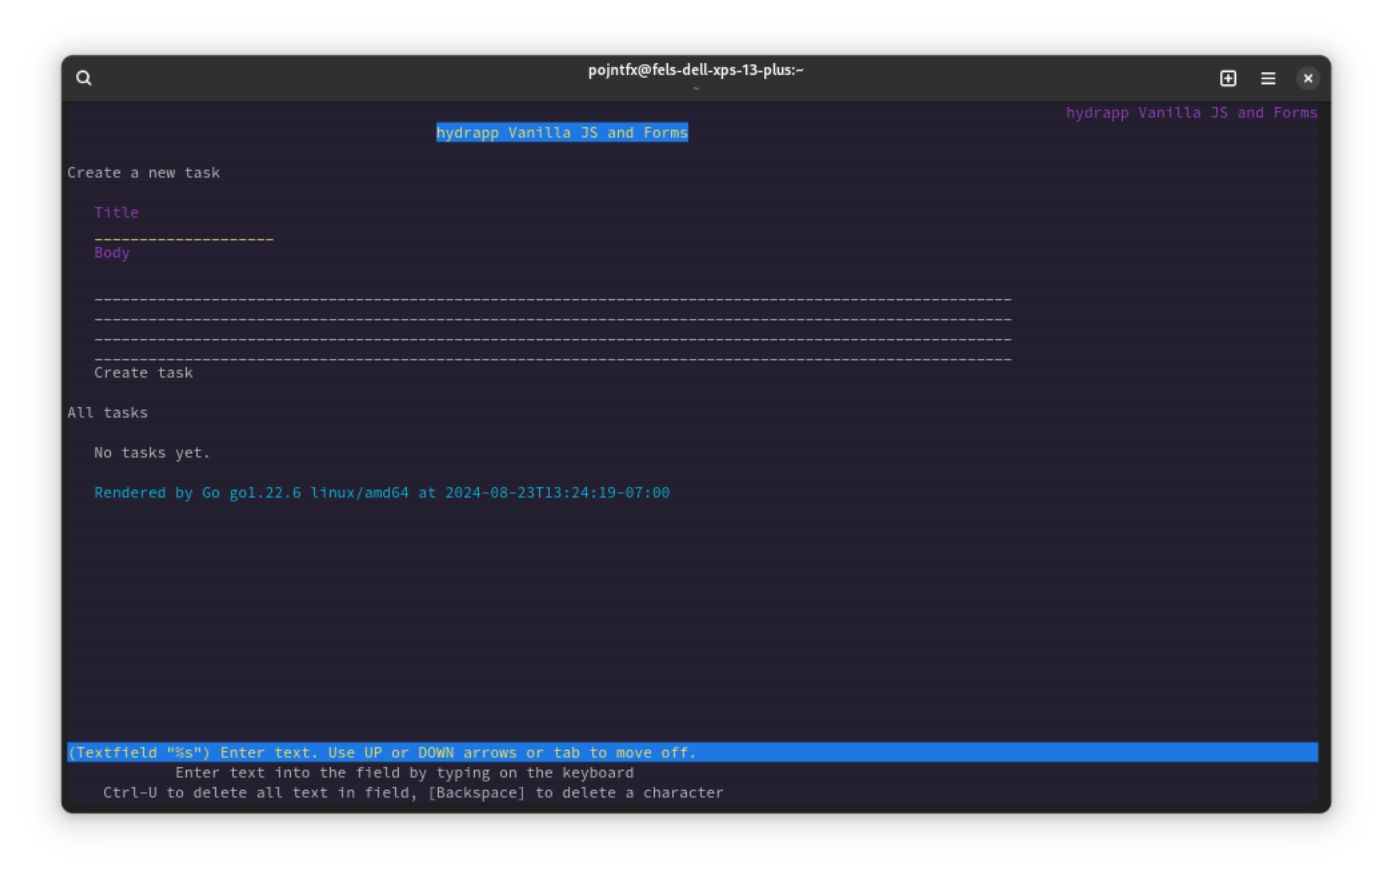 pojntfx@fels-dell-xps-13-plus:~
~
hydrapp Vanilla JS and Forms
hydrapp Vanilla JS and Forms
Create a new task
Title
____________________
Body
______________________________________________________________________________________________________
______________________________________________________________________________________________________
______________________________________________________________________________________________________
______________________________________________________________________________________________________
Create task
All tasks
No tasks yet.
Rendered by Go go1.22.6 linux/amd64 at 2024-08-23T13:24:19-07:00
(Textfield "%s") Enter text. Use UP or DOWN arrows or tab to move off.
Enter text into the field by typing on the keyboard
Ctrl-U to delete all text in field, [Backspace] to delete a character